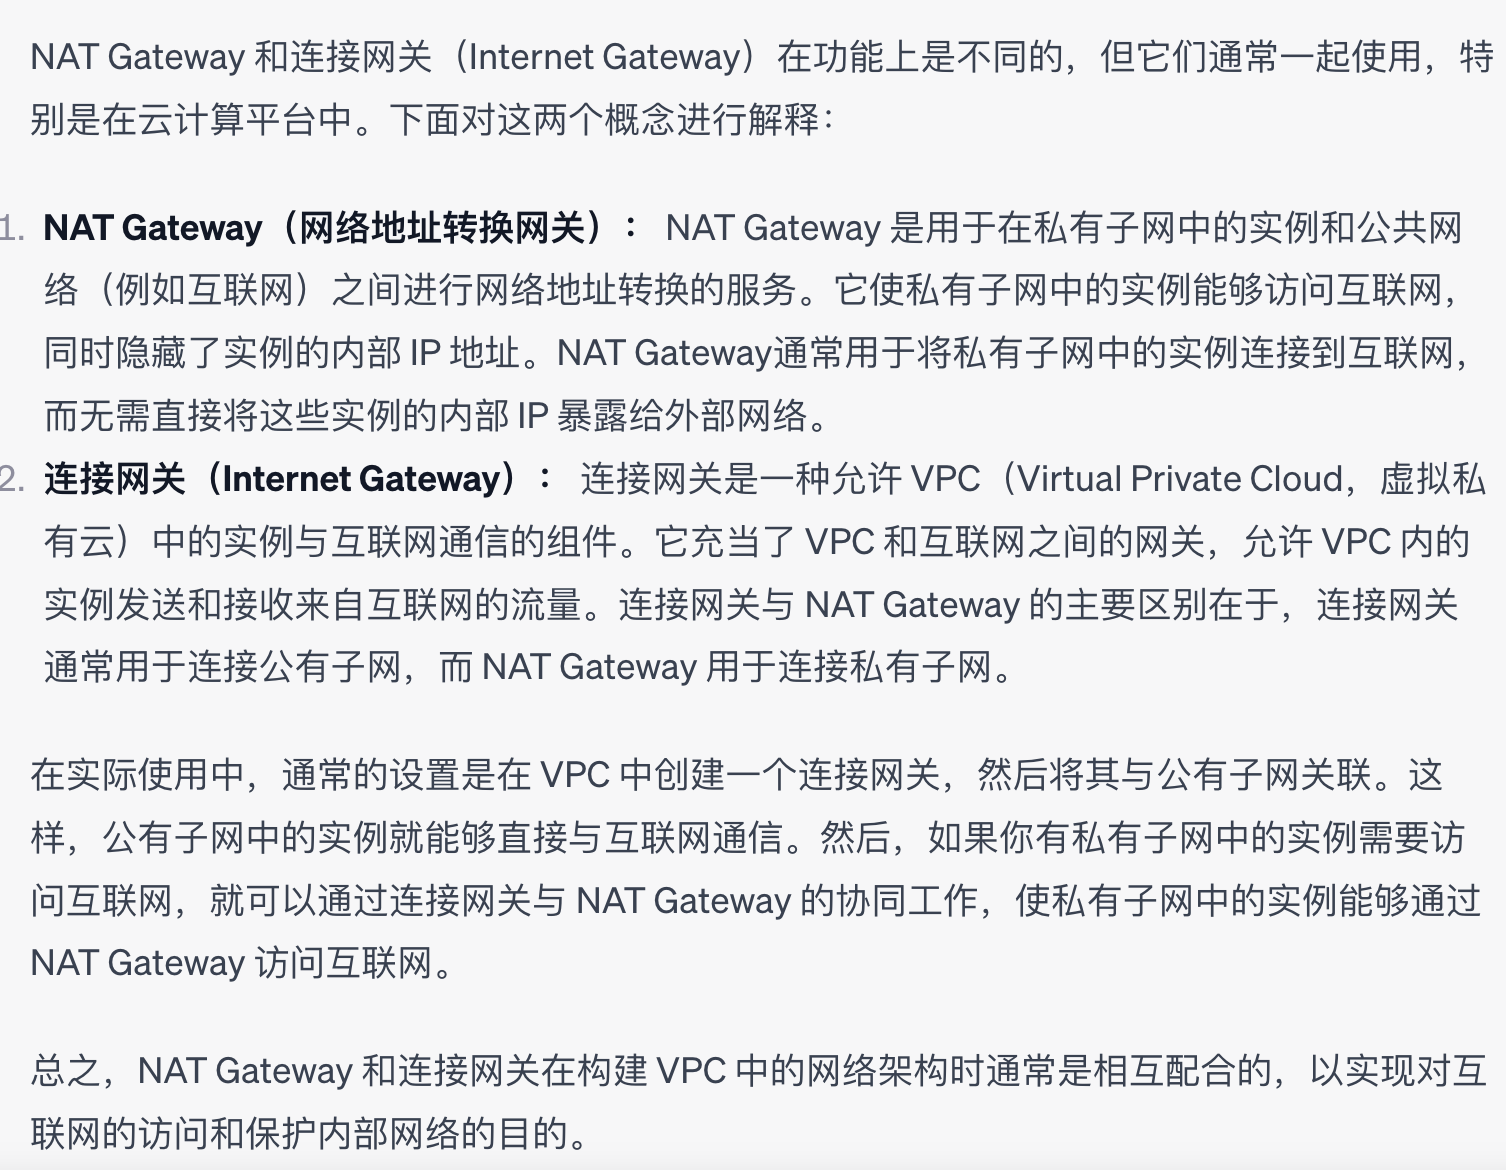 NAT Gateway 和连接网关（Internet Gateway）在功能上是不同的，但它们通常一起使用，特
别是在云计算平台中。下面对这两个概念进行解释：
1. NAT Gateway（网络地址转换网关）： NAT Gateway 是用于在私有子网中的实例和公共网
络（例如互联网）之间进行网络地址转换的服务。它使私有子网中的实例能够访问互联网，
同时隐藏了实例的内部 IP 地址。NAT Gateway通常用于将私有子网中的实例连接到互联网，
而无需直接将这些实例的内部 IP 暴露给外部网络。
2. 连接网关（Internet Gateway）： 连接网关是一种允许 VPC（Virtual Private Cloud，虚拟私
有云）中的实例与互联网通信的组件。它充当了 VPC 和互联网之间的网关，允许 VPC 内的
实例发送和接收来自互联网的流量。连接网关与 NAT Gateway 的主要区别在于，连接网关
通常用于连接公有子网，而 NAT Gateway 用于连接私有子网。
在实际使用中，通常的设置是在 VPC 中创建一个连接网关，然后将其与公有子网关联。这
样，公有子网中的实例就能够直接与互联网通信。然后，如果你有私有子网中的实例需要访
问互联网，就可以通过连接网关与 NAT Gateway 的协同工作，使私有子网中的实例能够通过
NAT Gateway 访问互联网。
总之，NAT Gateway 和连接网关在构建 VPC 中的网络架构时通常是相互配合的，以实现对互
联网的访问和保护内部网络的目的。